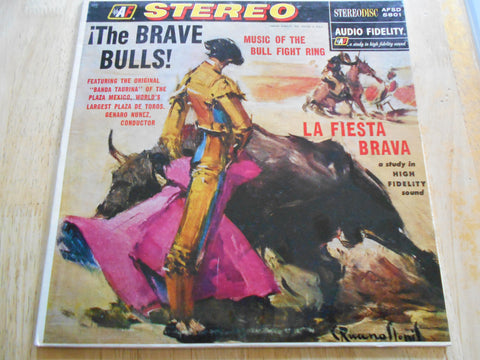 STEREO
STEREODISC
AFSD 5801
AUDIO FIDELITY
a study in high fidelity
¡The BRAVE BULLS!
MUSIC OF THE
BULL FIGHT RING
FEATURING THE ORIGINAL
"BANDA TAURINA" OF THE
PLAZA MEXICO, WORLD'S
LARGEST PLAZA DE TOROS.
GENARO NUNEZ,
CONDUCTOR
LA FIESTA
BRAVA
a study in
HIGH
FIDELITY
sound